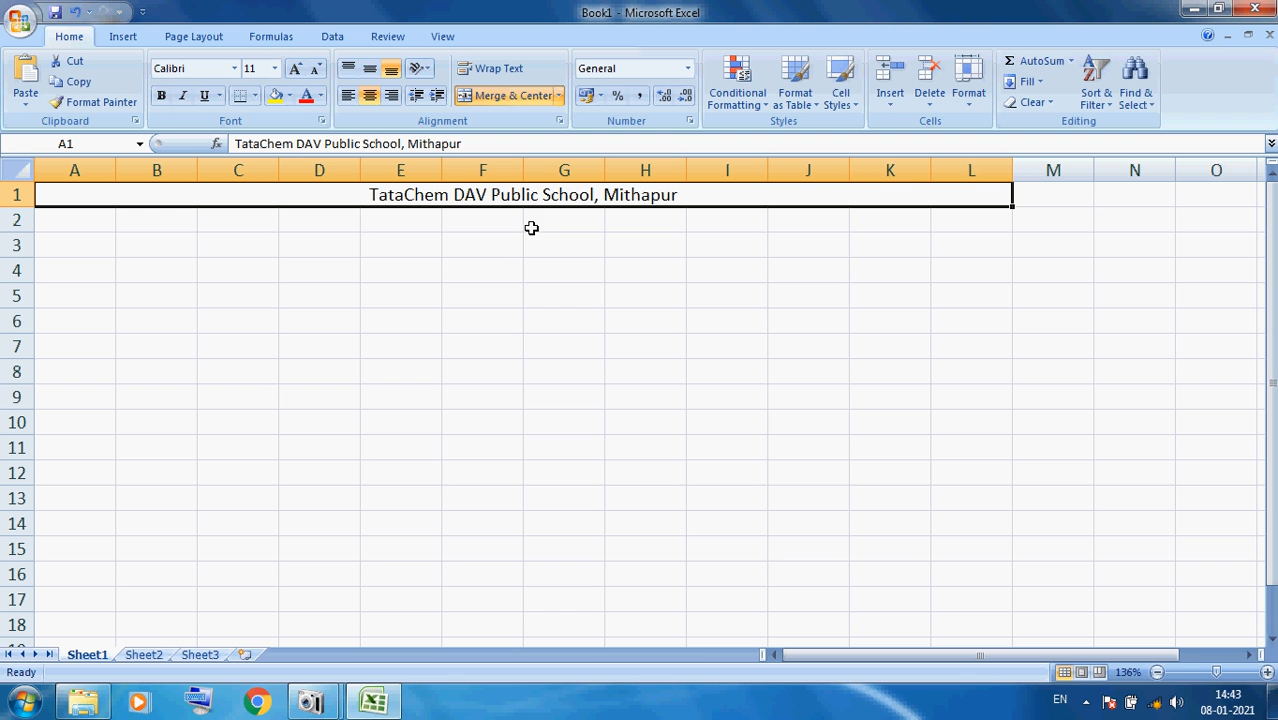 Book1 - Microsoft Excel
Home Insert Page Layout Formulas Data Review View
Paste Cut Copy Format Painter Clipboard
Calibri 11 B I U A A A Font
Wrap Text Merge & Center Alignment
General % , .0 .00 .00 .0 Number
Conditional Formatting Format as Table Cell Styles Styles
Insert Delete Format Cells
Σ AutoSum Fill Clear Sort & Filter Find & Select Editing
A1 fx TataChem DAV Public School, Mithapur
A B C D E F G H I J K L M N O
1 TataChem DAV Public School, Mithapur
2
3
4
5
6
7
8
9
10
11
12
13
14
15
16
17
18
Sheet1 Sheet2 Sheet3
Ready 136%
EN 14:43
08-01-2021